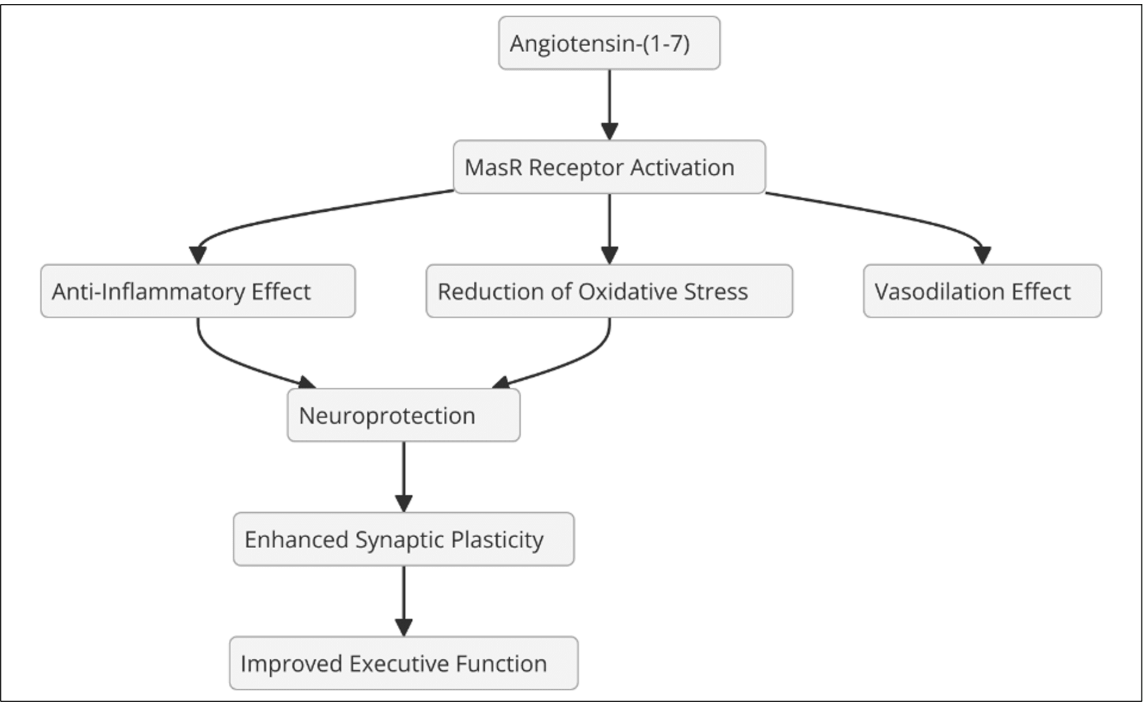 Angiotensin-(1-7)
MasR Receptor Activation
Anti-Inflammatory Effect
Reduction of Oxidative Stress
Vasodilation Effect
Neuroprotection
Enhanced Synaptic Plasticity
Improved Executive Function